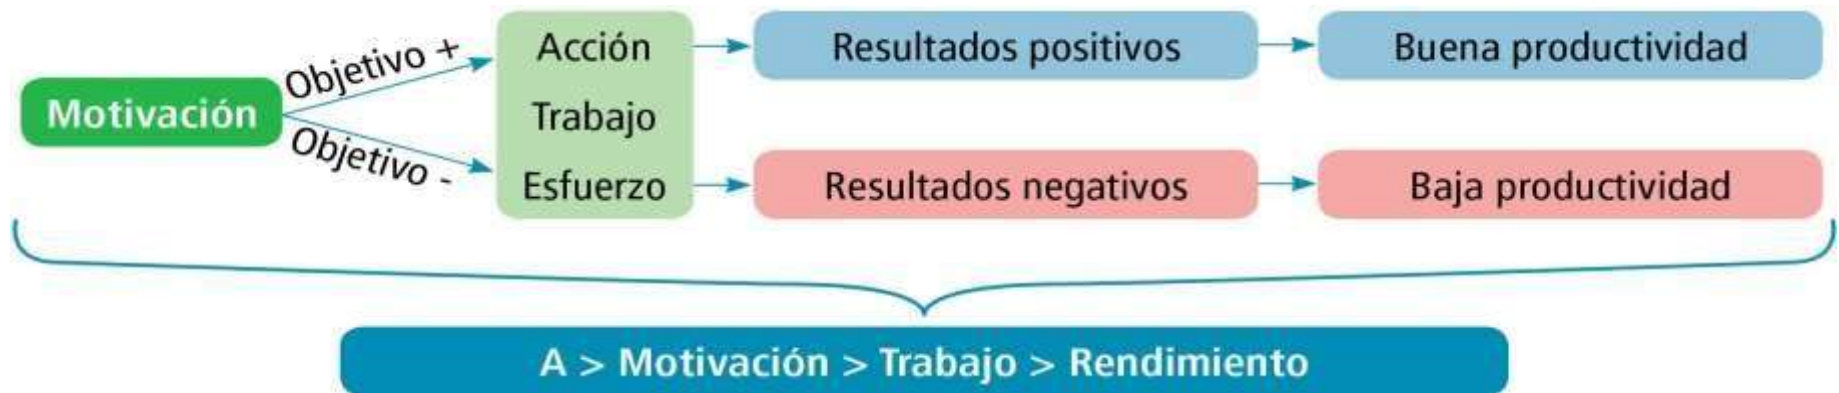 Motivación
Objetivo +
Objetivo -
Acción
Trabajo
Esfuerzo
Resultados positivos
Buena productividad
Resultados negativos
Baja productividad
A > Motivación > Trabajo > Rendimiento